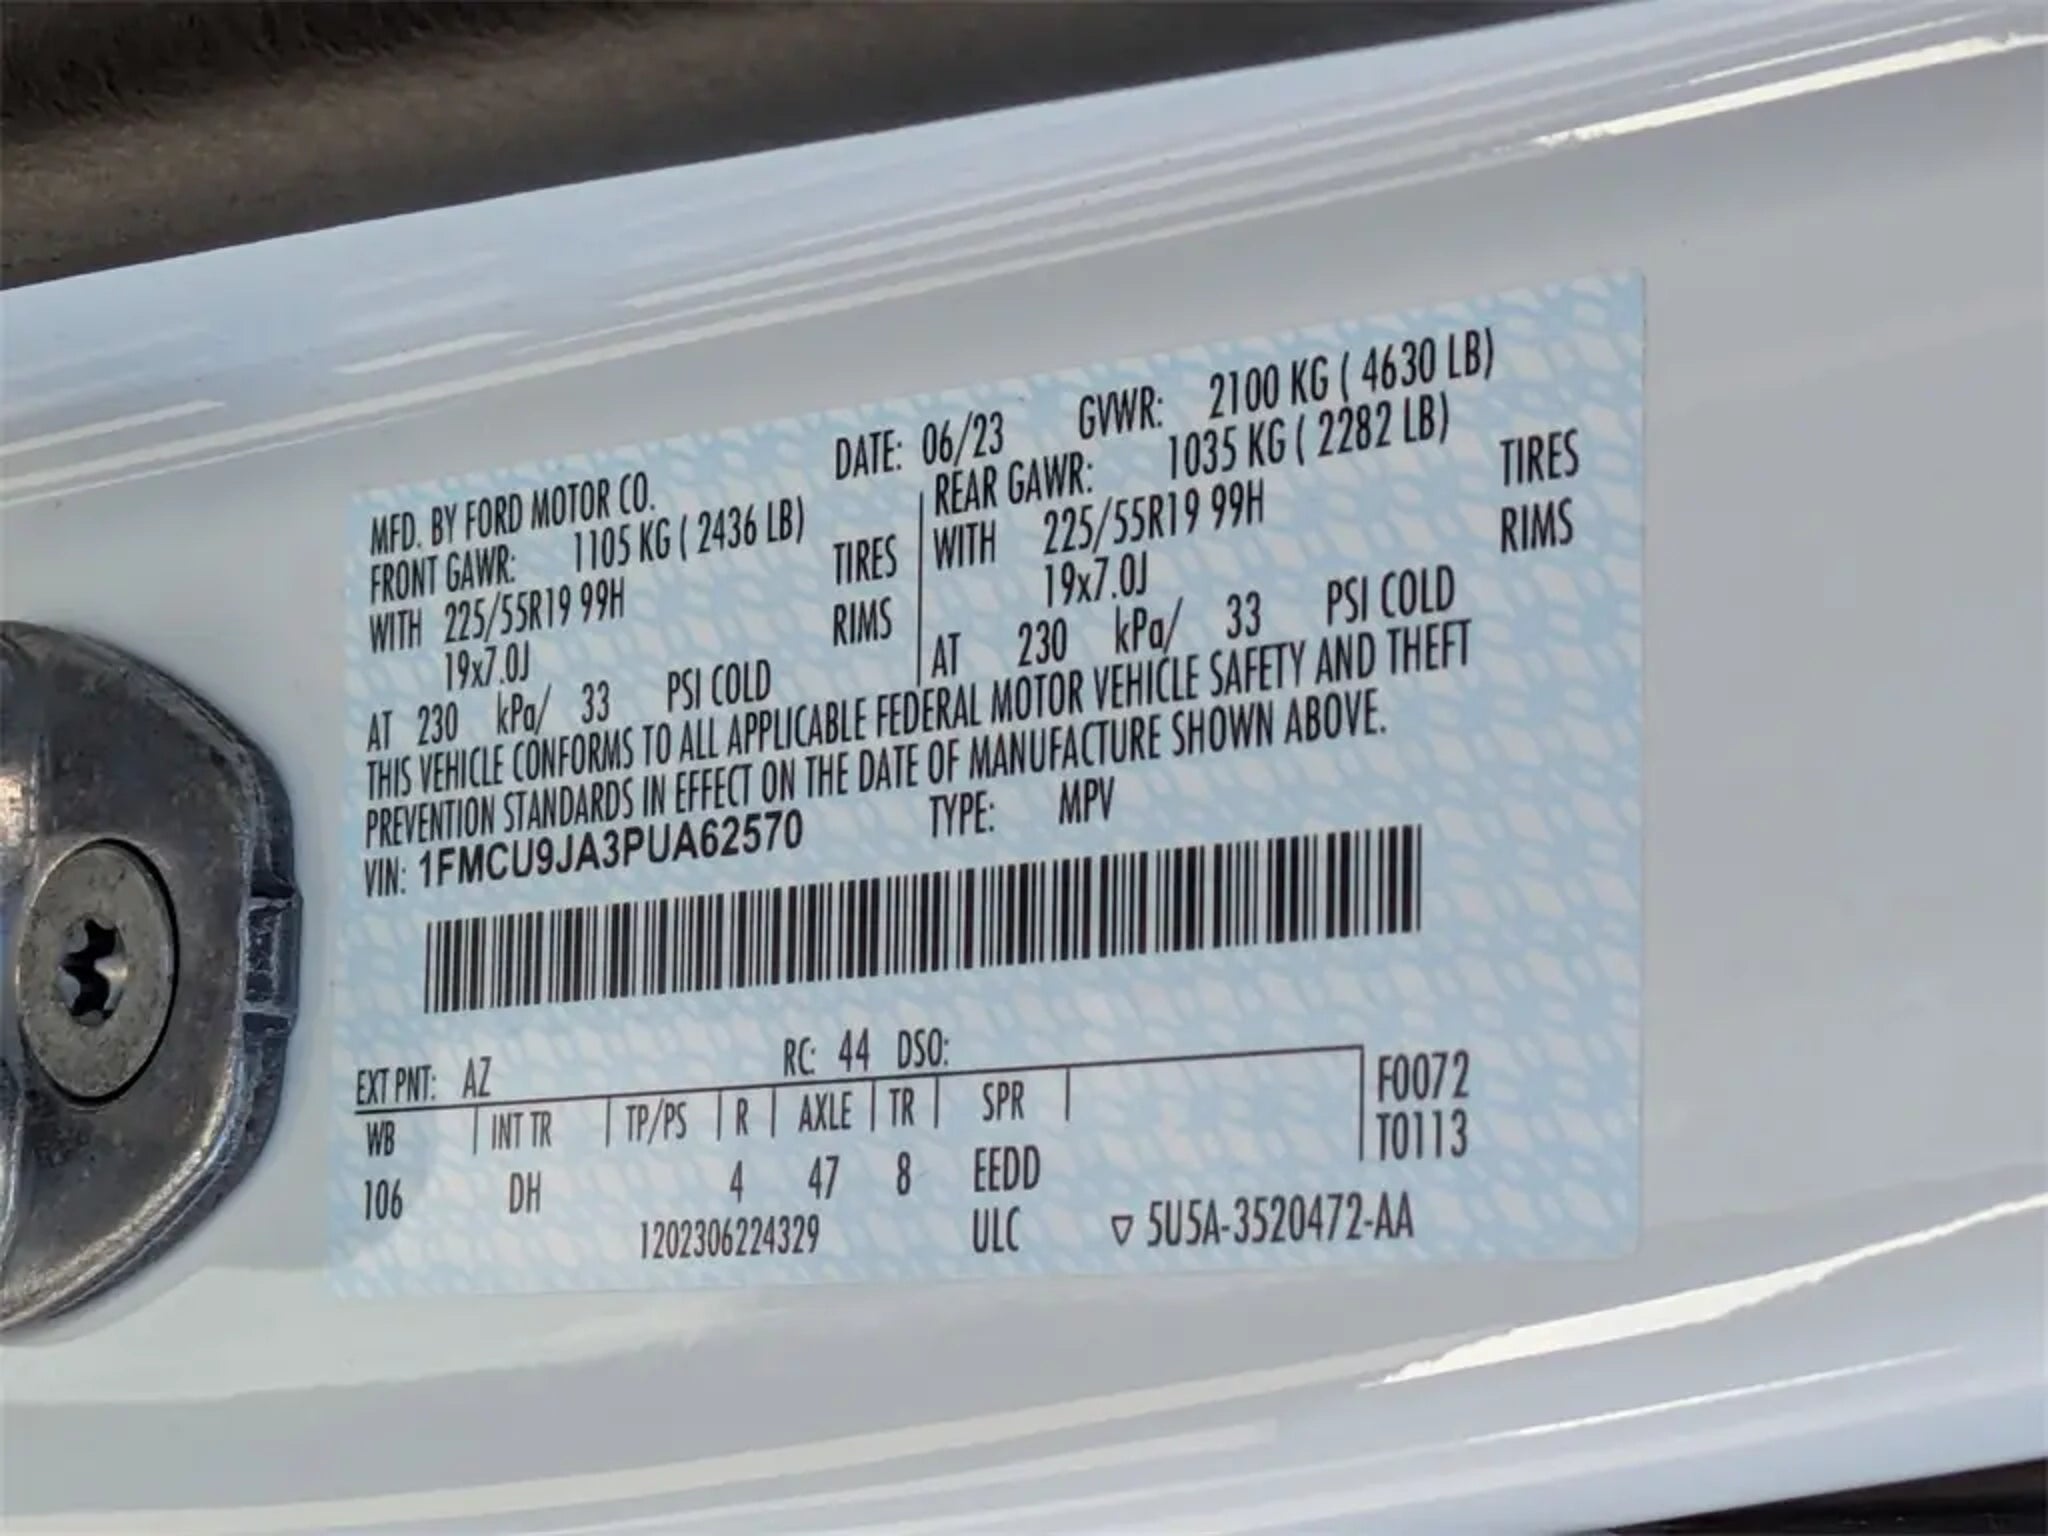 MFD. BY FORD MOTOR CO. DATE: 06/23 GVWR: 2100 KG ( 4630 LB)
FRONT GAWR: 1105 KG ( 2436 LB) REAR GAWR: 1035 KG ( 2282 LB)
WITH 225/55R19 99H TIRES WITH 225/55R19 99H TIRES
19x7.0J RIMS 19x7.0J RIMS
AT 230 kPa/ 33 PSI COLD AT 230 kPa/ 33 PSI COLD
THIS VEHICLE CONFORMS TO ALL APPLICABLE FEDERAL MOTOR VEHICLE SAFETY AND THEFT
PREVENTION STANDARDS IN EFFECT ON THE DATE OF MANUFACTURE SHOWN ABOVE.
VIN: 1FMCU9JA3PUA62570 TYPE: MPV
EXT PNT: AZ RC: 44 DSO:
WB INT TR TP/PS R AXLE TR SPR F0072
T0113
106 DH 4 47 8 EEDD
1202306224329 ULC ▽ 5U5A-3520472-AA